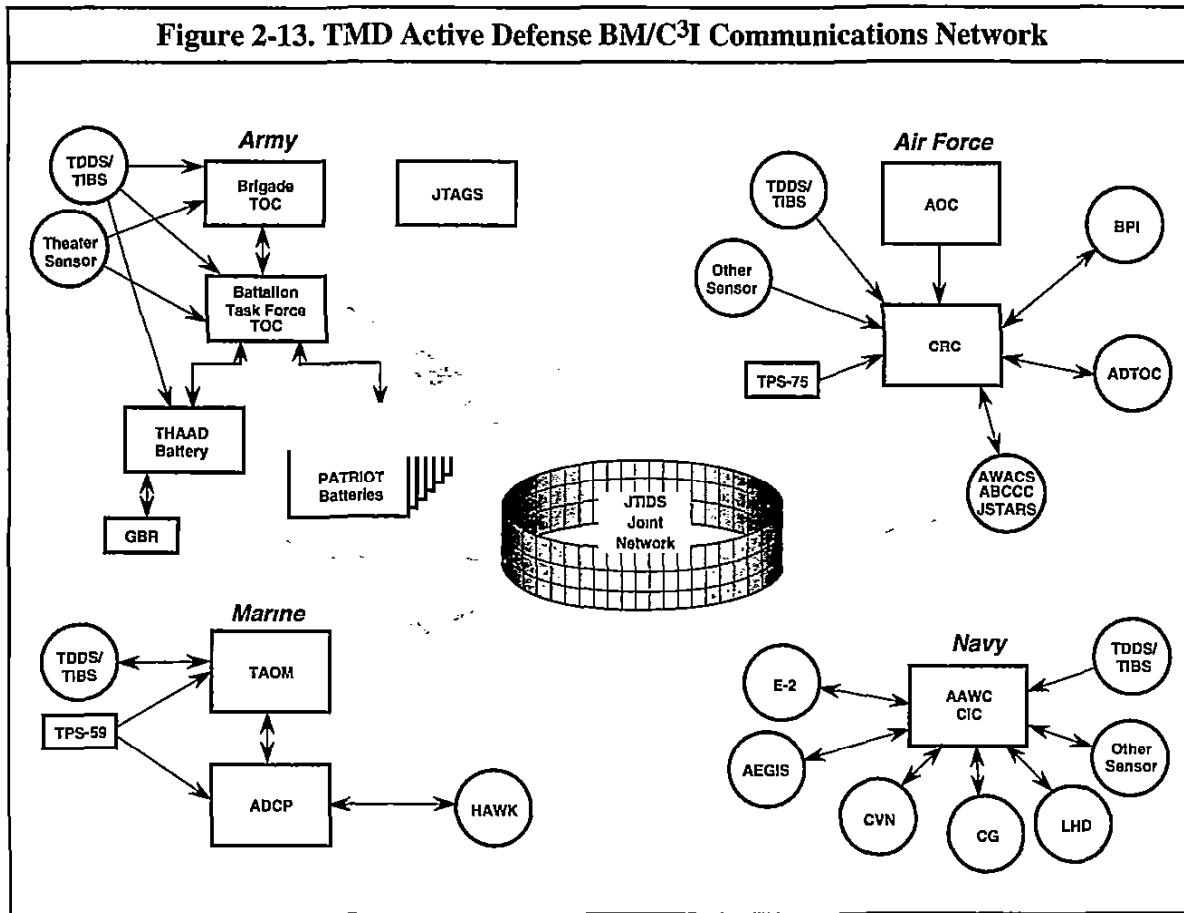 Figure 2-13. TMD Active Defense BM/C³I Communications Network
Army
TDDS/
TIBS
Brigade
TOC
JTAGS
Theater
Sensor
Battalion
Task Force
TOC
THAAD
Battery
PATRIOT
Batteries
GBR
Air Force
TDDS/
TIBS
AOC
BPI
Other
Sensor
CRC
TPS-75
ADTOC
AWACS
ABCCC
JSTARS
JTIDS
Joint
Network
Marine
TDDS/
TIBS
TAOM
TPS-59
ADCP
HAWK
Navy
E-2
AAWC
CIC
TDDS/
TIBS
AEGIS
Other
Sensor
CVN
CG
LHD